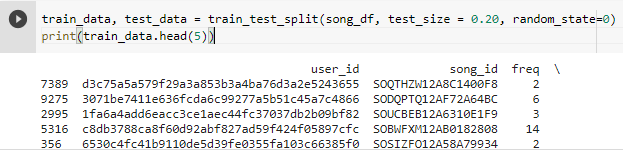 train_data, test_data = train_test_split(song_df, test_size = 0.20, random_state=0)
print(train_data.head(5))
user_id song_id freq \
7389 d3c75a5a579f29a3a853b3a4ba76d3a2e5243655 SOQTHZW12A8C1400F8 2
9275 3071be7411e636fcda6c99277a5b51c45a7c4866 SODQPTQ12AF72A64BC 6
2995 1fa6a4add6eacc3ce1aec44fc37037db2b09bf82 SOUCBEB12A6310E1F9 3
5316 c8db3788ca8f60d92abf827ad59f424f05897cfc SOBWFXM12AB0182808 14
356 6530c4fc41b9110de5d39fe0355fa103c66385f0 SOSIZFO12A58A79934 2